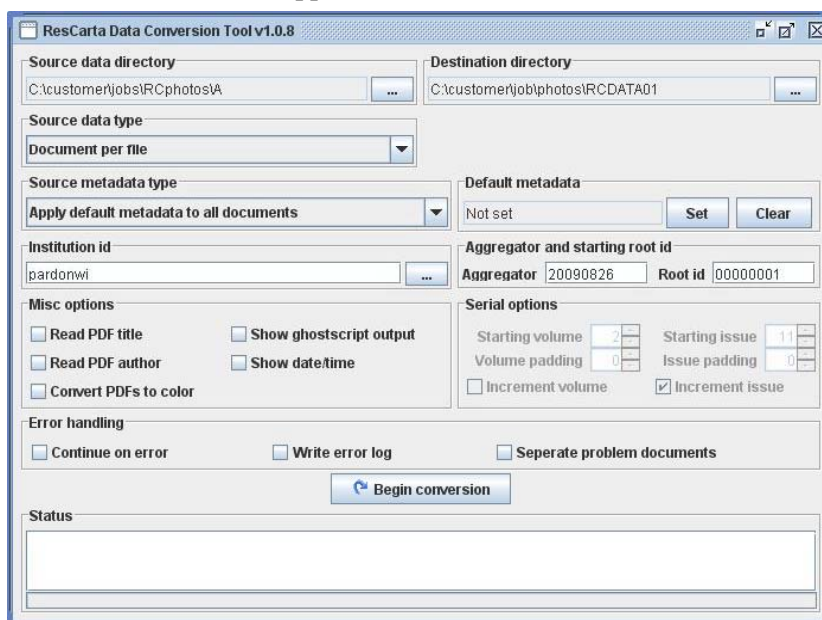 ResCarta Data Conversion Tool v1.0.8
Source data directory
Destination directory
C:\customer\jobs\RCphotos\A
...
C:\customer\job\photos\RCDATA01
...
Source data type
Document per file
Source metadata type
Default metadata
Apply default metadata to all documents
Not set
Set
Clear
Institution id
Aggregator and starting root id
pardonwi
...
Aggregator
20090826
Root id
00000001
Misc options
Serial options
Read PDF title
Show ghostscript output
Starting volume
2
Starting issue
11
Read PDF author
Show date/time
Volume padding
0
Issue padding
0
Convert PDFs to color
Increment volume
Increment issue
Error handling
Continue on error
Write error log
Seperate problem documents
Begin conversion
Status